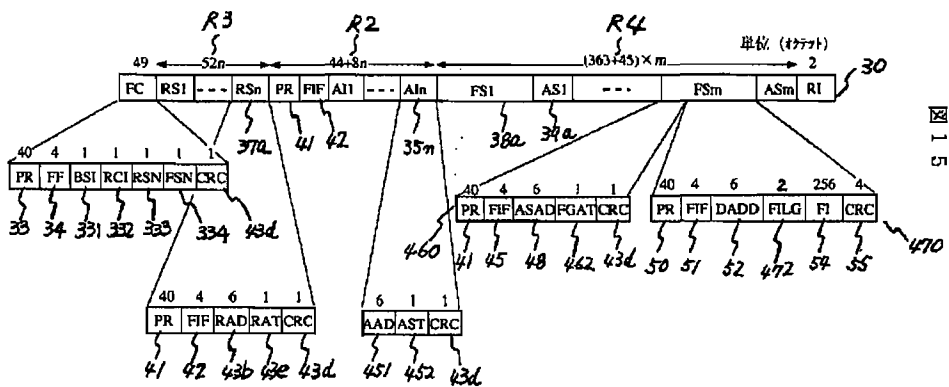 R3 R2 R4
単位 (オクテット)
49 52n 44+8n (363+45)×m 2
FC RS1 --- RSn PR FIF AI1 --- AIn FS1 AS1 --- FSm ASm RI 30
37a 41 42 35n 38a 39a
図15
40 4 1 1 1 1 1
PR FF BSI RCI RSN FSN CRC
33 34 331 332 333 334 43d
40 4 6 1 1
PR FIF ASAD FGAT CRC
460 41 45 48 462 43d
40 4 6 2 256 4
PR FIF DADD FILG FI CRC
50 51 52 472 54 55 470
40 4 6 1 1
PR FIF RAD RAT CRC
41 42 43b 43e 43d
6 1 1
AAD AST CRC
451 452 43d